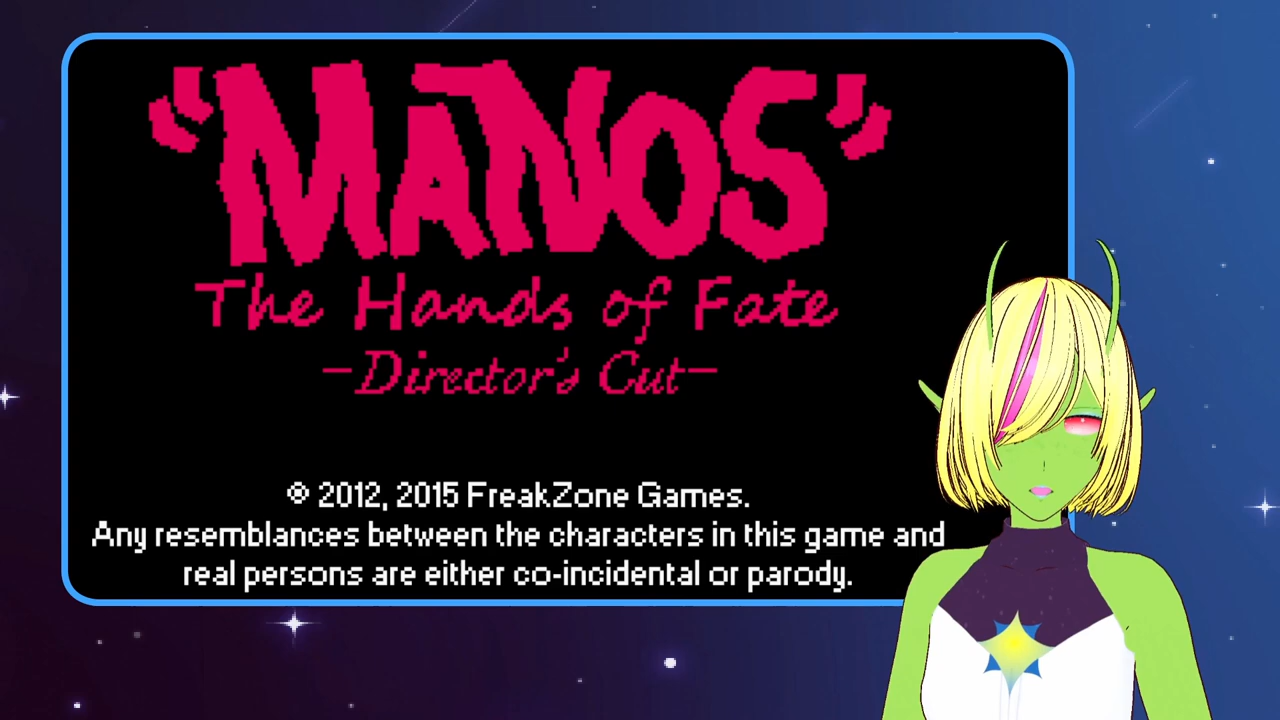 "MANOS"
The Hands of Fate
-Director's Cut-
© 2012, 2015 FreakZone Games.
Any resemblances between the characters in this game and
real persons are either co-incidental or parody.